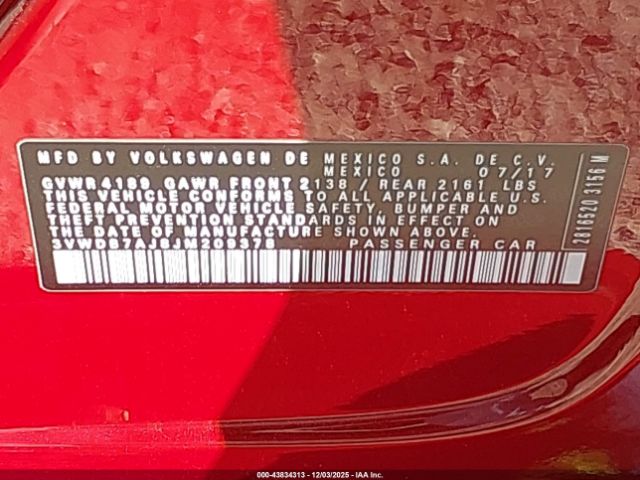 MFD BY VOLKSWAGEN DE MEXICO S.A. DE C.V.
MEXICO 07/17
GVWR 4189 GAWR FRONT 2138 / REAR 2161 LBS
THIS VEHICLE CONFORMS TO ALL APPLICABLE U.S.
FEDERAL MOTOR VEHICLE SAFETY, BUMPER AND
THEFT PREVENTION STANDARDS IN EFFECT ON
THE DATE OF MANUFACTURE SHOWN ABOVE.
3VWDB7AJ8JM209378 PASSENGER CAR
2816520 3156 M
000-43834313 - 12/03/2025 - IAA Inc.